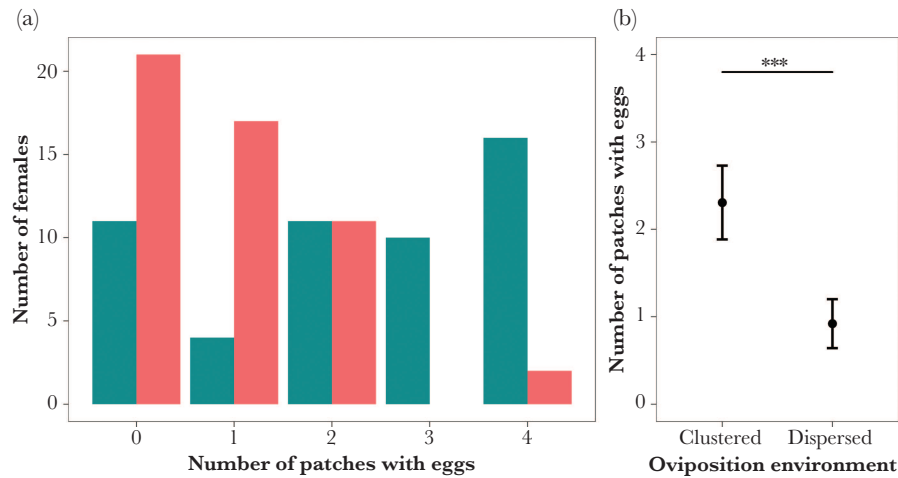 (a)
Number of females
20
15
10
5
0
0 1 2 3 4
Number of patches with eggs
(b)
Number of patches with eggs
4
3
2
1
0
***
Clustered Dispersed
Oviposition environment